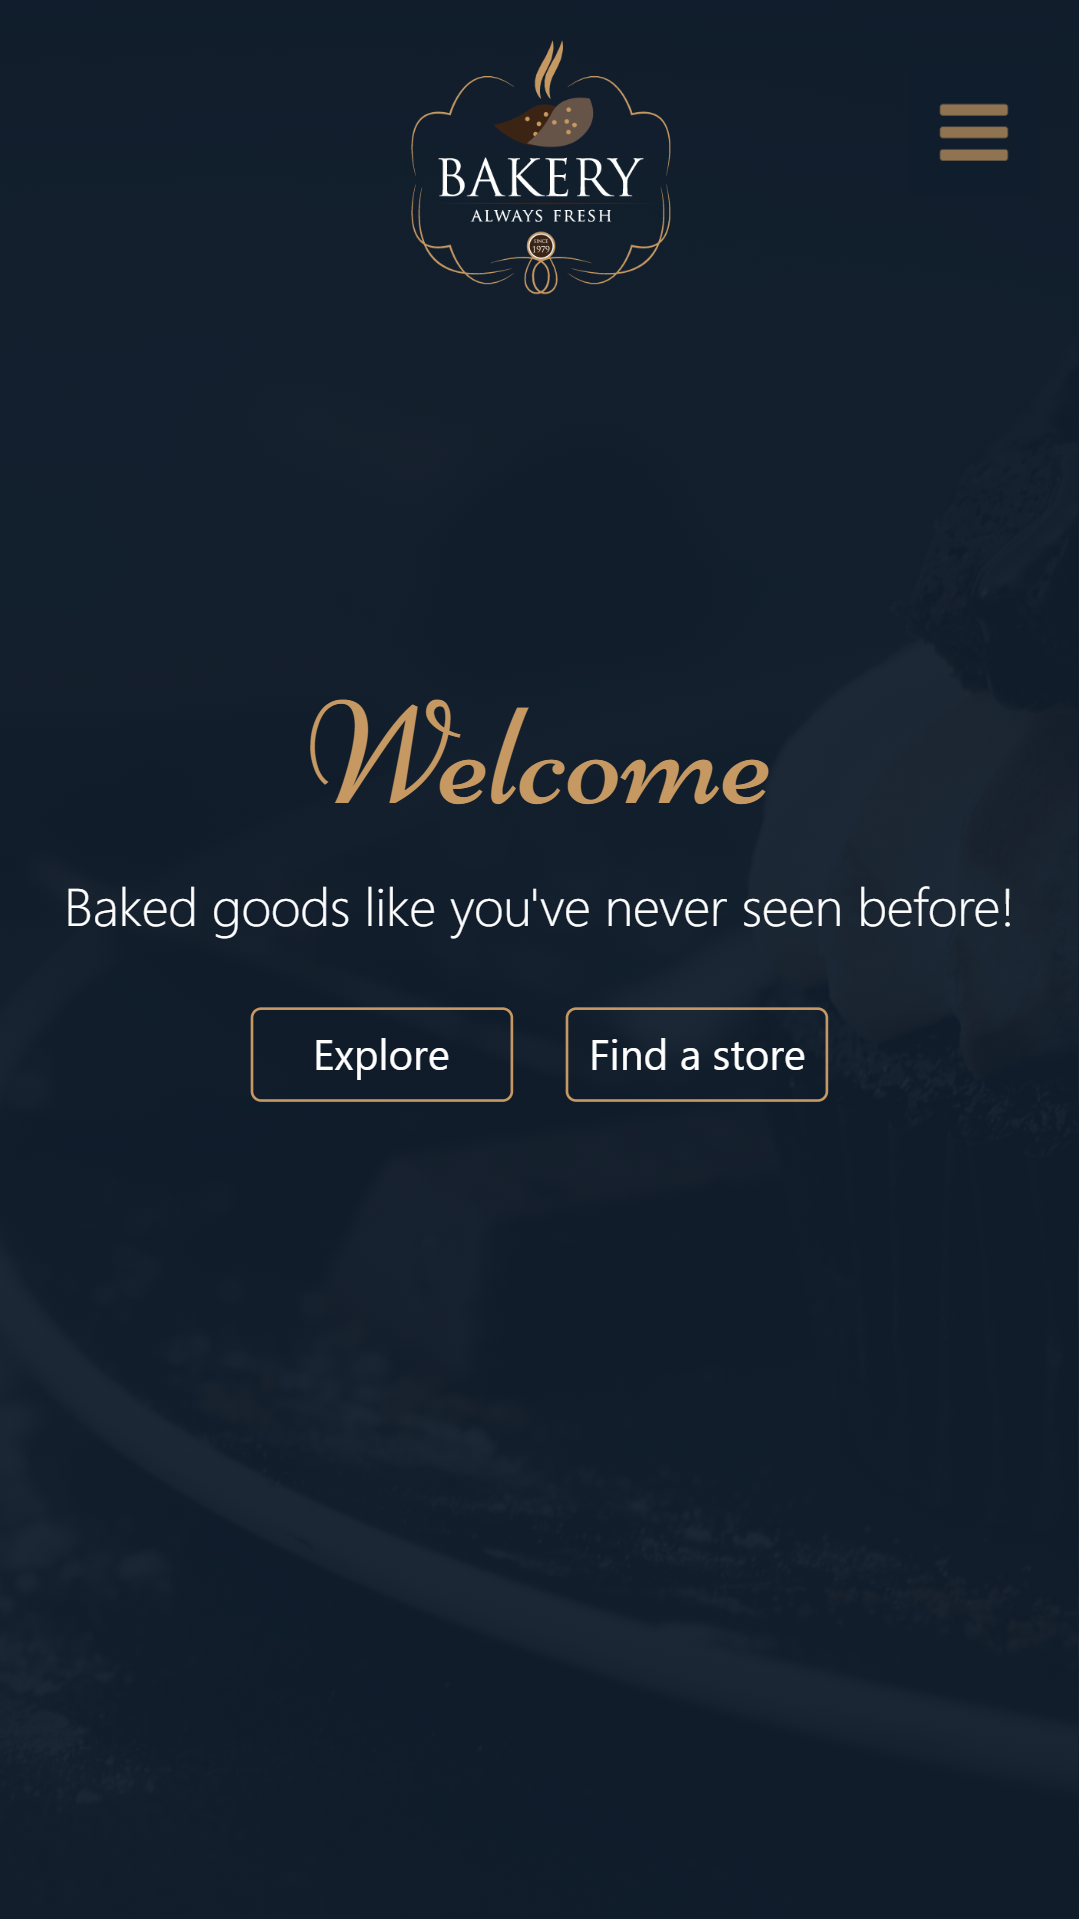 BAKERY
ALWAYS FRESH
SINCE
1979
Welcome
Baked goods like you've never seen before!
Explore
Find a store